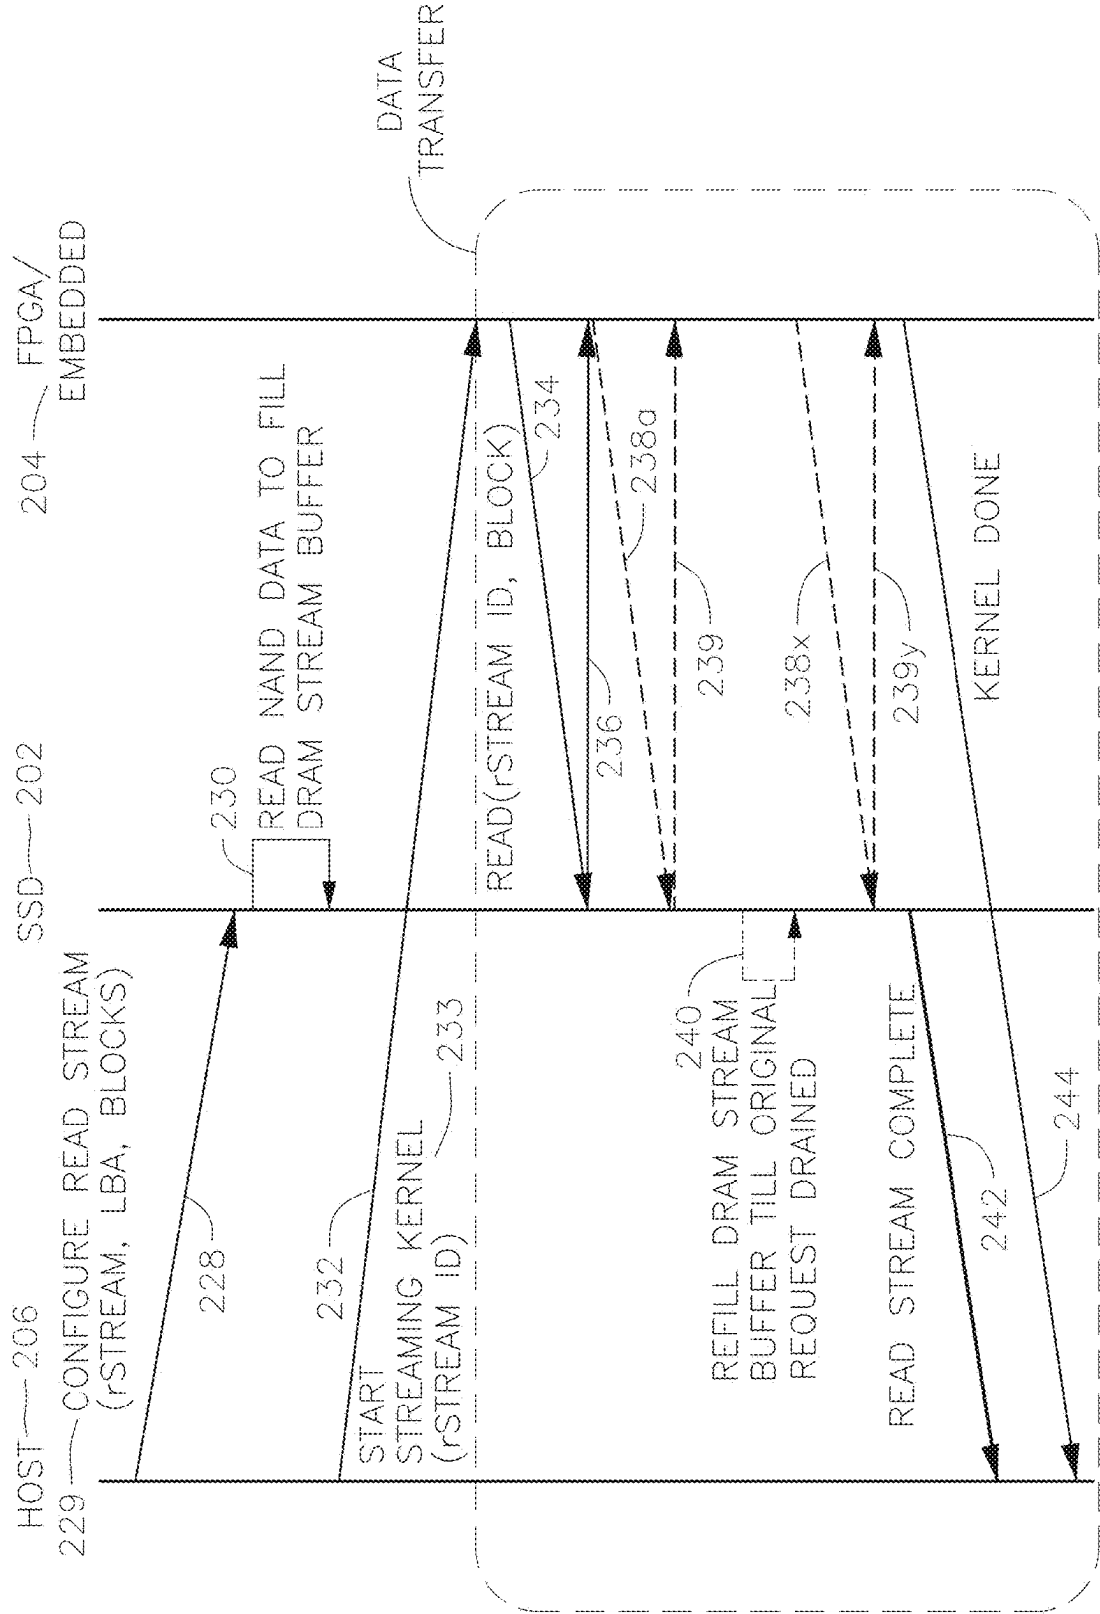 HOST 206
SSD 202
204 FPGA/
EMBEDDED
229 CONFIGURE READ STREAM
(rSTREAM, LBA, BLOCKS)
228
230
READ NAND DATA TO FILL
DRAM STREAM BUFFER
232
START
STREAMING KERNEL
(rSTREAM ID)
233
DATA
TRANSFER
READ(rSTREAM ID, BLOCK)
234
236
238a
239
240
REFILL DRAM STREAM
BUFFER TILL ORIGINAL
REQUEST DRAINED
238x
239y
READ STREAM COMPLETE
242
KERNEL DONE
244